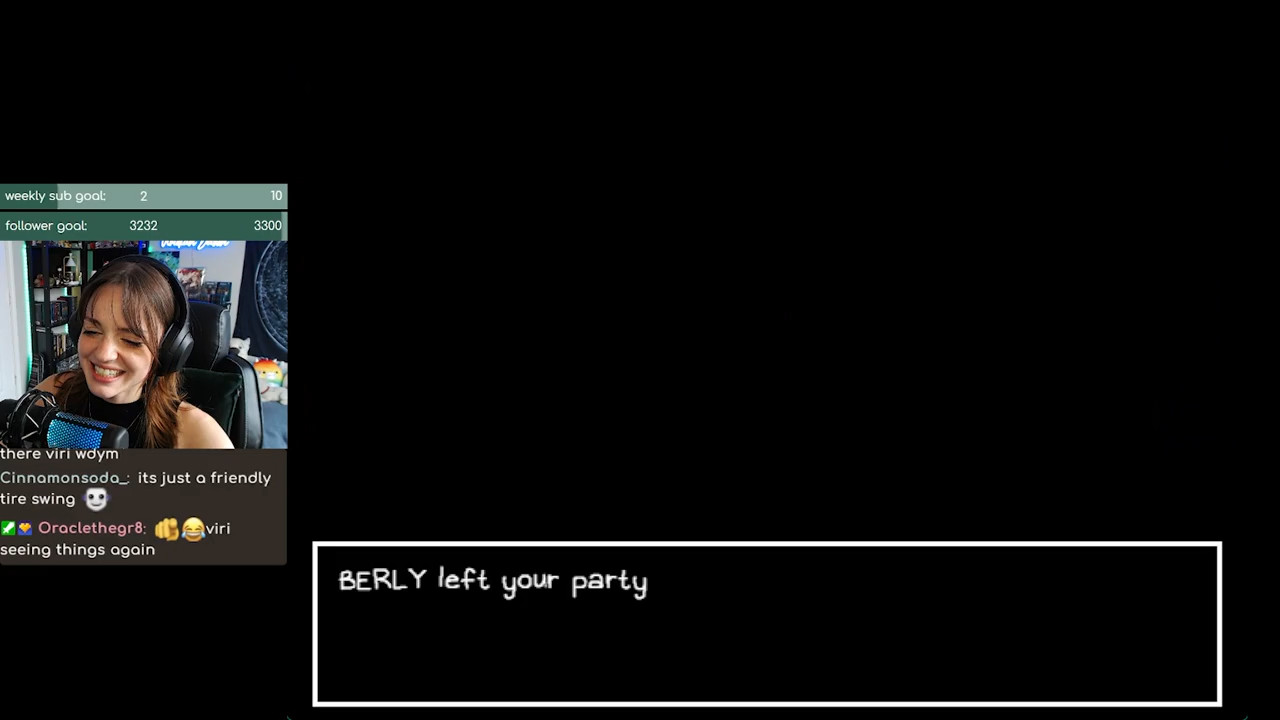 weekly sub goal: 2 10
follower goal: 3232 3300
there viri wdym
Cinnamonsoda_: its just a friendly
tire swing
Oraclethegr8: viri
seeing things again
BERLY left your party